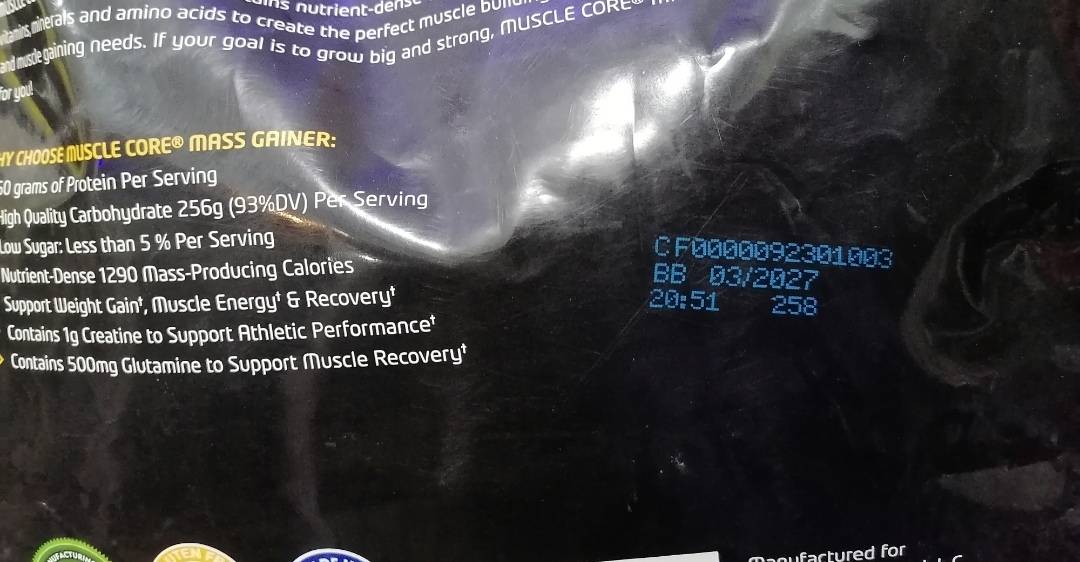 nutrient-dense
minerals and amino acids to create the perfect muscle
and muscle gaining needs. If your goal is to grow big and strong, MUSCLE CORE®
for you!
CHOOSE MUSCLE CORE® MASS GAINER:
grams of Protein Per Serving
High Quality Carbohydrate 256g (93%DV) Per Serving
Low Sugar: Less than 5 % Per Serving
Nutrient-Dense 1290 Mass-Producing Calories
Support Weight Gain†, Muscle Energy† & Recovery†
Contains 1g Creatine to Support Athletic Performance†
Contains 500mg Glutamine to Support Muscle Recovery†
CF0000092301003
BB 03/2027
20:51 258
Manufactured for